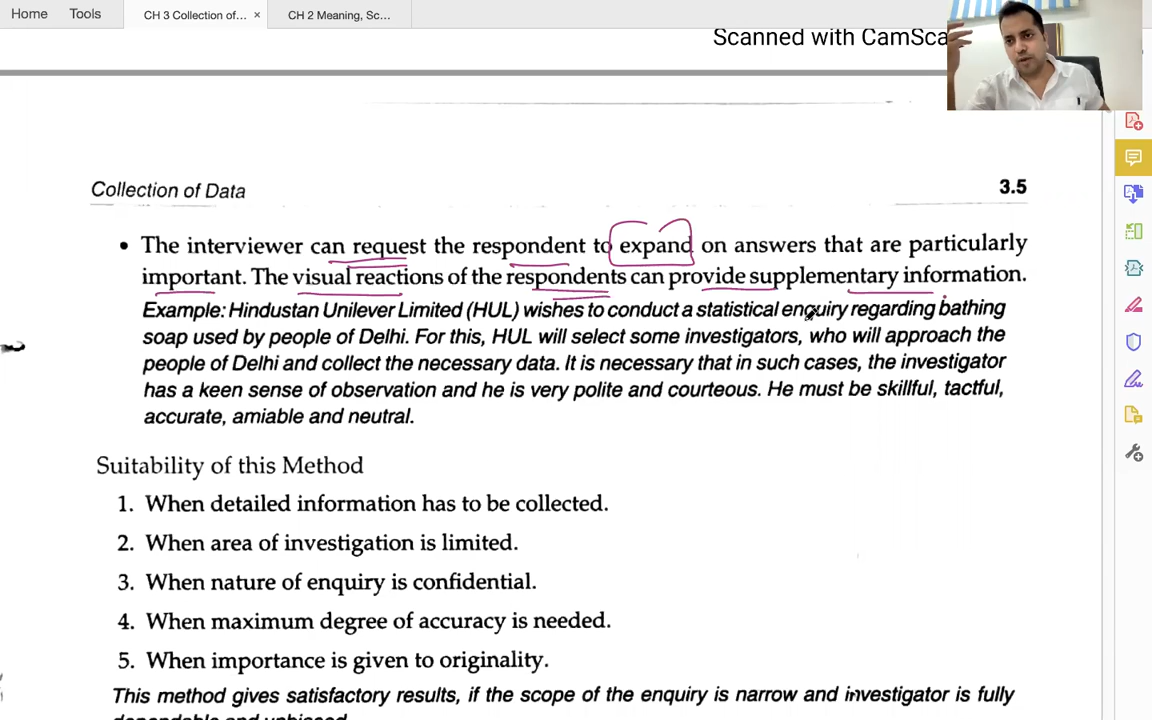 Home Tools CH 3 Collection of... × CH 2 Meaning, Sc...
Scanned with CamSca
Collection of Data 3.5
• The interviewer can request the respondent to expand on answers that are particularly
important. The visual reactions of the respondents can provide supplementary information.
Example: Hindustan Unilever Limited (HUL) wishes to conduct a statistical enquiry regarding bathing
soap used by people of Delhi. For this, HUL will select some investigators, who will approach the
people of Delhi and collect the necessary data. It is necessary that in such cases, the investigator
has a keen sense of observation and he is very polite and courteous. He must be skillful, tactful,
accurate, amiable and neutral.
Suitability of this Method
1. When detailed information has to be collected.
2. When area of investigation is limited.
3. When nature of enquiry is confidential.
4. When maximum degree of accuracy is needed.
5. When importance is given to originality.
This method gives satisfactory results, if the scope of the enquiry is narrow and investigator is fully
dependable and unbiased